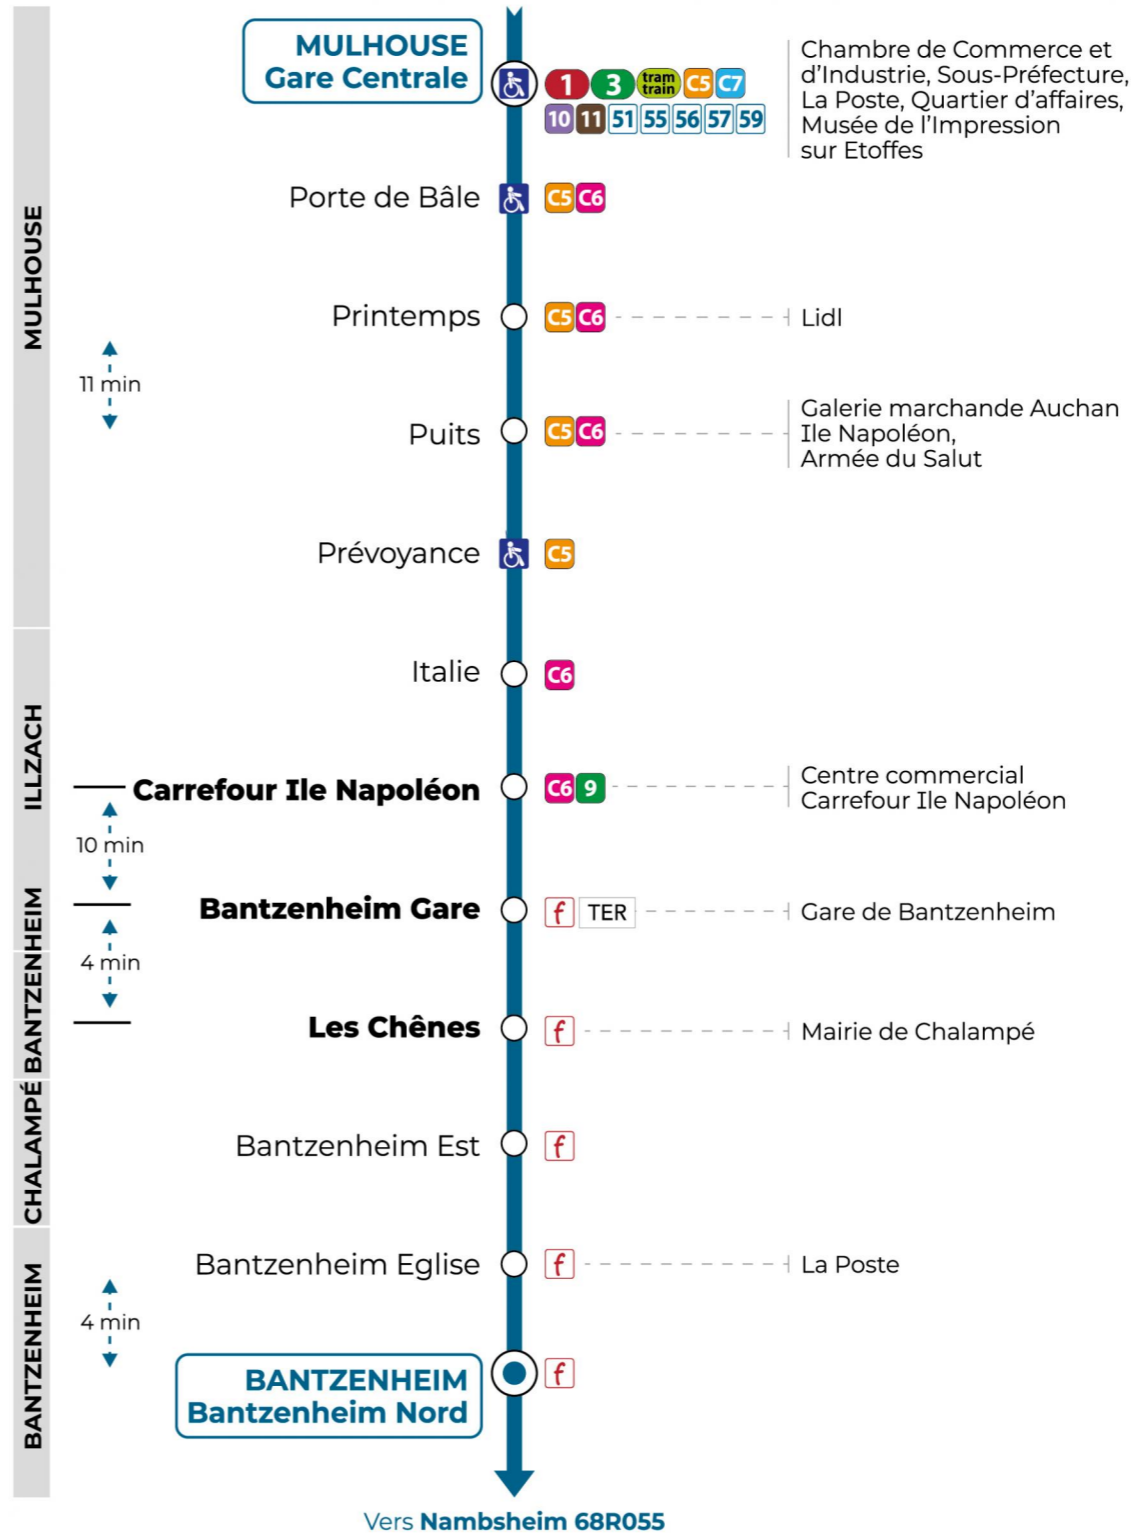 MULHOUSE
Gare Centrale
1 3 tram train C5 C7
10 11 51 55 56 57 59
Chambre de Commerce et
d'Industrie, Sous-Préfecture,
La Poste, Quartier d'affaires,
Musée de l'Impression
sur Etoffes
MULHOUSE
Porte de Bâle C5 C6
Printemps C5 C6 Lidl
11 min
Puits C5 C6
Galerie marchande Auchan
Ile Napoléon,
Armée du Salut
Prévoyance C5
ILLZACH
Italie C6
Carrefour Ile Napoléon C6 9
Centre commercial
Carrefour Ile Napoléon
10 min
BANTZENHEIM
Bantzenheim Gare f TER Gare de Bantzenheim
4 min
BANTZENHEIM
Les Chênes f Mairie de Chalampé
CHALAMPÉ
Bantzenheim Est f
Bantzenheim Eglise f La Poste
BANTZENHEIM
4 min
BANTZENHEIM f
Bantzenheim Nord
Vers Nambsheim 68R055